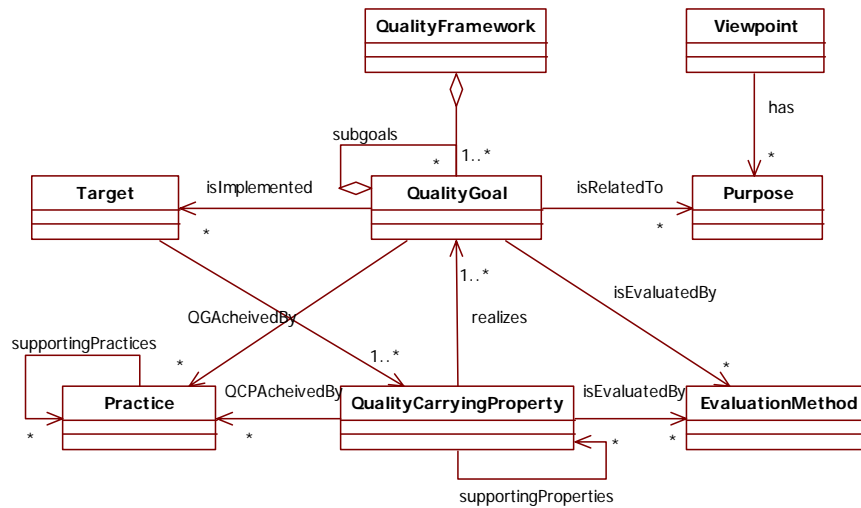 QualityFramework
Viewpoint
has
subgoals
*
1..*
*
Target
isImplemented
QualityGoal
isRelatedTo
Purpose
*
*
1..*
isEvaluatedBy
QGAcheivedBy
realizes
supportingPractices
*
1..*
*
Practice
QCPAcheivedBy
QualityCarryingProperty
isEvaluatedBy
EvaluationMethod
*
*
*
*
supportingProperties